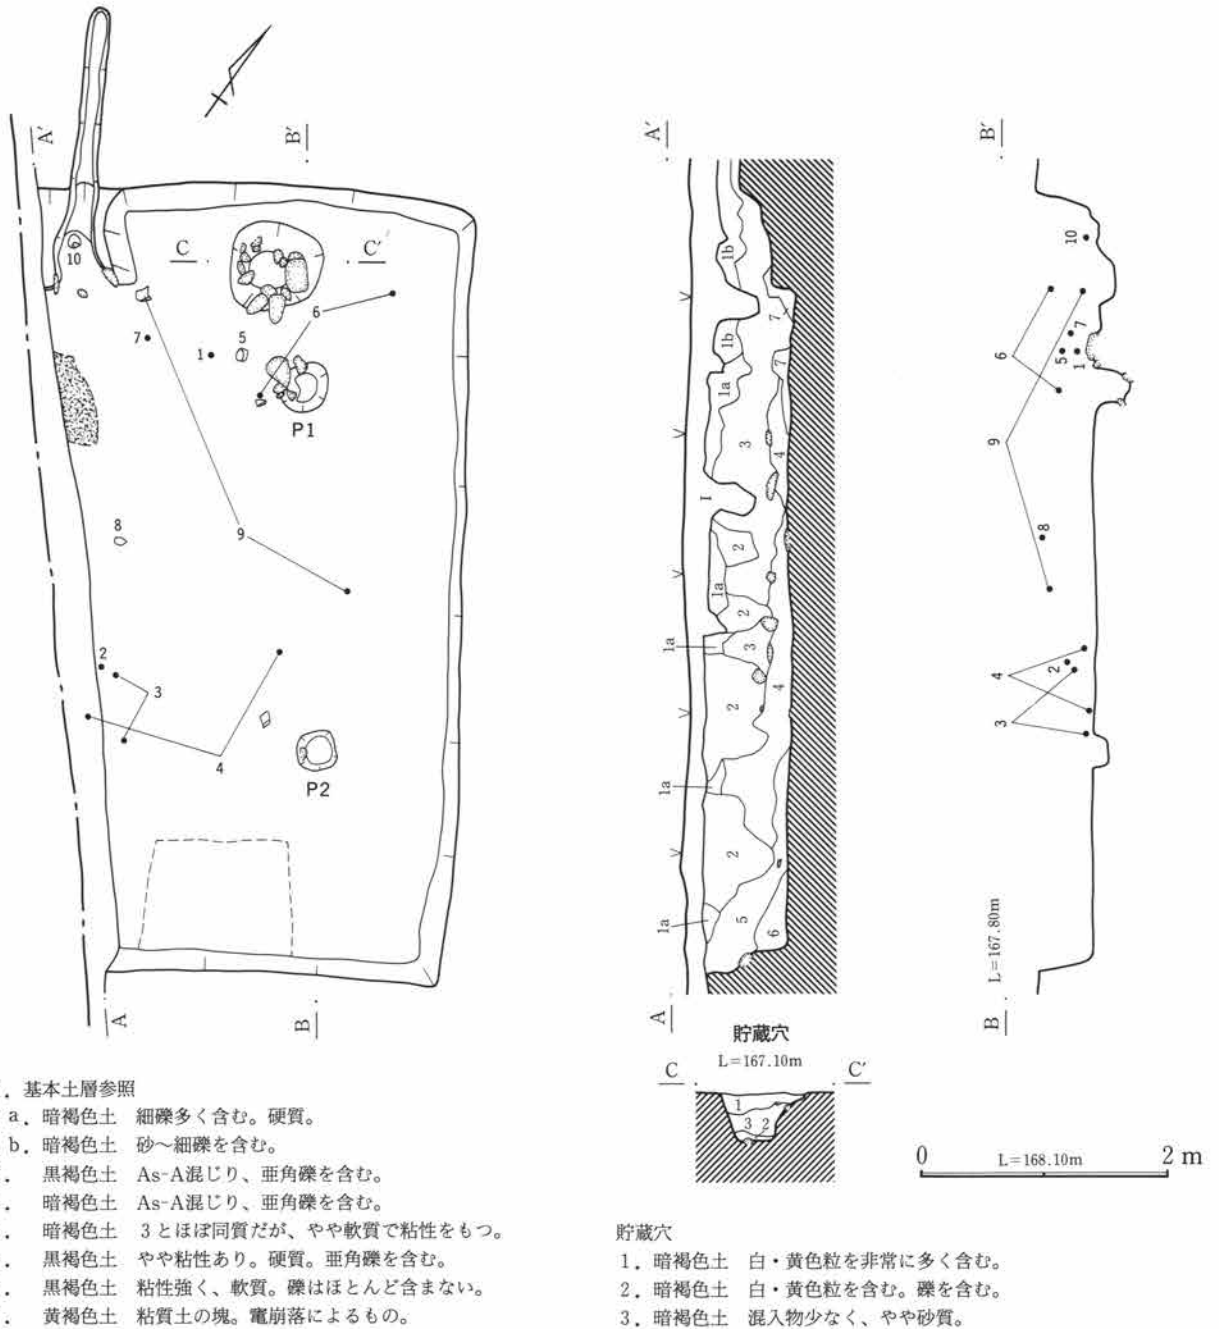 A'
B'
C
C'
10
6
7
1
5
P1
8
9
2
3
4
P2
A
B
A'
1b
7
1b
7
1a
3
4
I
2
1a
2
1a
3
4
2
1a
2
1a
5
6
A
B'
10
6
7
5
1
9
8
4
2
3
L=167.80m
B
貯蔵穴
L=167.10m
C
C'
1
3
2
0
L=168.10m
2m
. 基本土層参照
a. 暗褐色土 細礫多く含む。硬質。
b. 暗褐色土 砂〜細礫を含む。
. 黒褐色土 As-A混じり、亜角礫を含む。
. 暗褐色土 As-A混じり、亜角礫を含む。
. 暗褐色土 3とほぼ同質だが、やや軟質で粘性をもつ。
. 黒褐色土 やや粘性あり。硬質。亜角礫を含む。
. 黒褐色土 粘性強く、軟質。礫はほとんど含まない。
. 黄褐色土 粘質土の塊。竃崩落によるもの。
貯蔵穴
1. 暗褐色土 白・黄色粒を非常に多く含む。
2. 暗褐色土 白・黄色粒を含む。礫を含む。
3. 暗褐色土 混入物少なく、やや砂質。